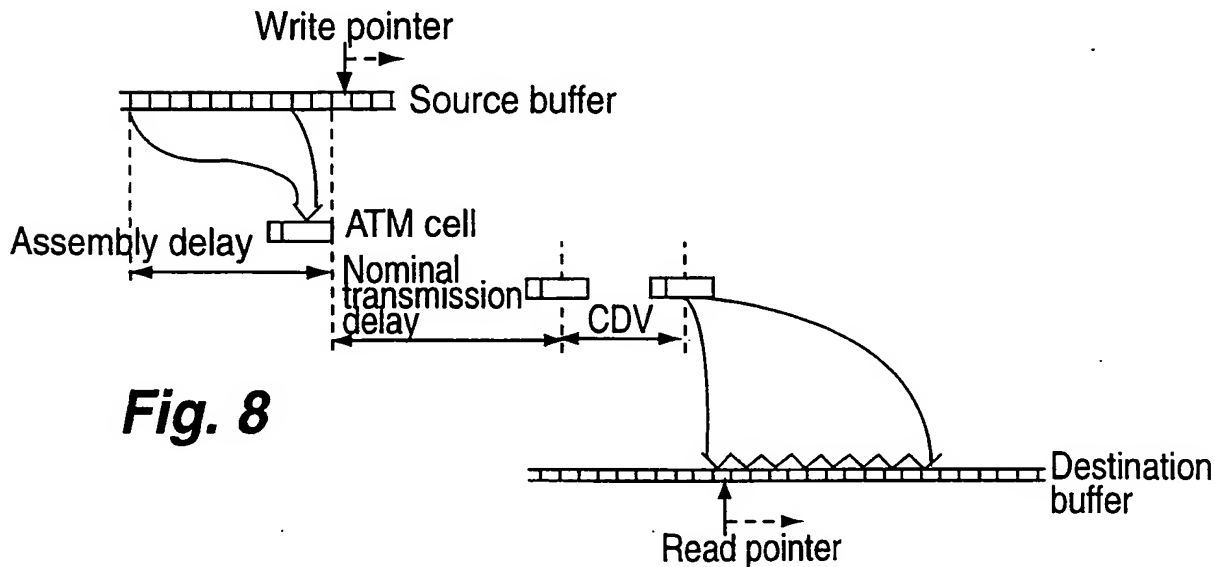 Write pointer
Source buffer
ATM cell
Assembly delay
Nominal
transmission
delay
CDV
Fig. 8
Destination
buffer
Read pointer